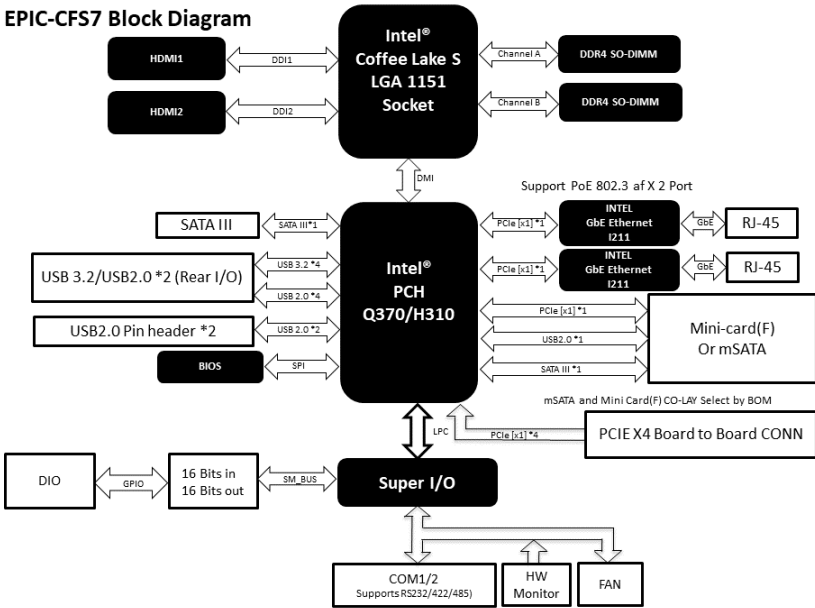 EPIC-CFS7 Block Diagram
Intel®
Coffee Lake S
LGA 1151
Socket
HDMI1
DDI1
Channel A
DDR4 SO-DIMM
HDMI2
DDI2
Channel B
DDR4 SO-DIMM
DMI
Support PoE 802.3 af X 2 Port
SATA III
SATA III*1
Intel®
PCH
Q370/H310
PCIe [x1] *1
INTEL
GbE Ethernet
I211
GbE
RJ-45
USB 3.2/USB2.0 *2 (Rear I/O)
USB 3.2 *4
USB 2.0 *4
PCIe [x1] *1
INTEL
GbE Ethernet
I211
GbE
RJ-45
USB2.0 Pin header *2
USB 2.0 *2
PCIe [x1] *1
USB2.0 *1
SATA III *1
Mini-card(F)
Or mSATA
BIOS
SPI
mSATA and Mini Card(F) CO-LAY Select by BOM
LPC
PCIe [x1] *4
PCIE X4 Board to Board CONN
DIO
GPIO
16 Bits in
16 Bits out
SM_BUS
Super I/O
COM1/2
Supports RS232/422/485)
HW
Monitor
FAN